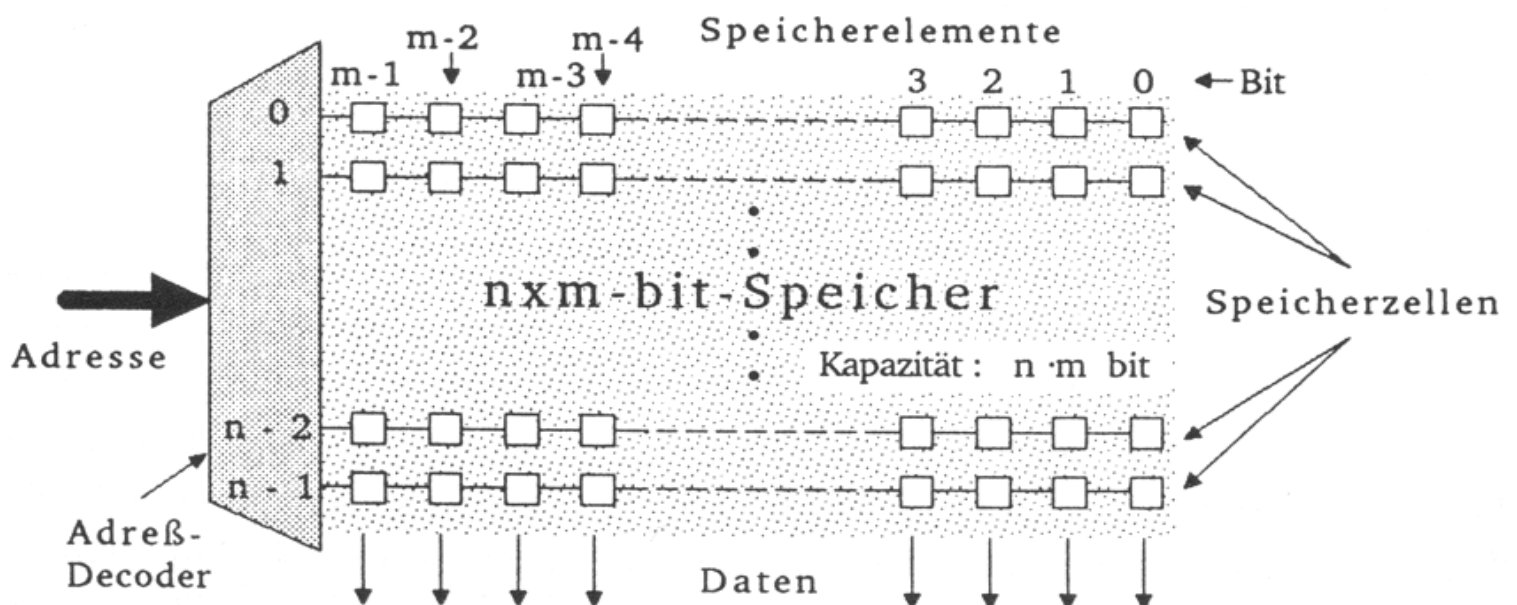 Speicherelemente
m-2
m-4
m-1
m-3
3 2 1 0
Bit
0
1
nxm-bit-Speicher
Adresse
Speicherzellen
Kapazität : n ·m bit
n - 2
n - 1
Adreß-
Decoder
Daten